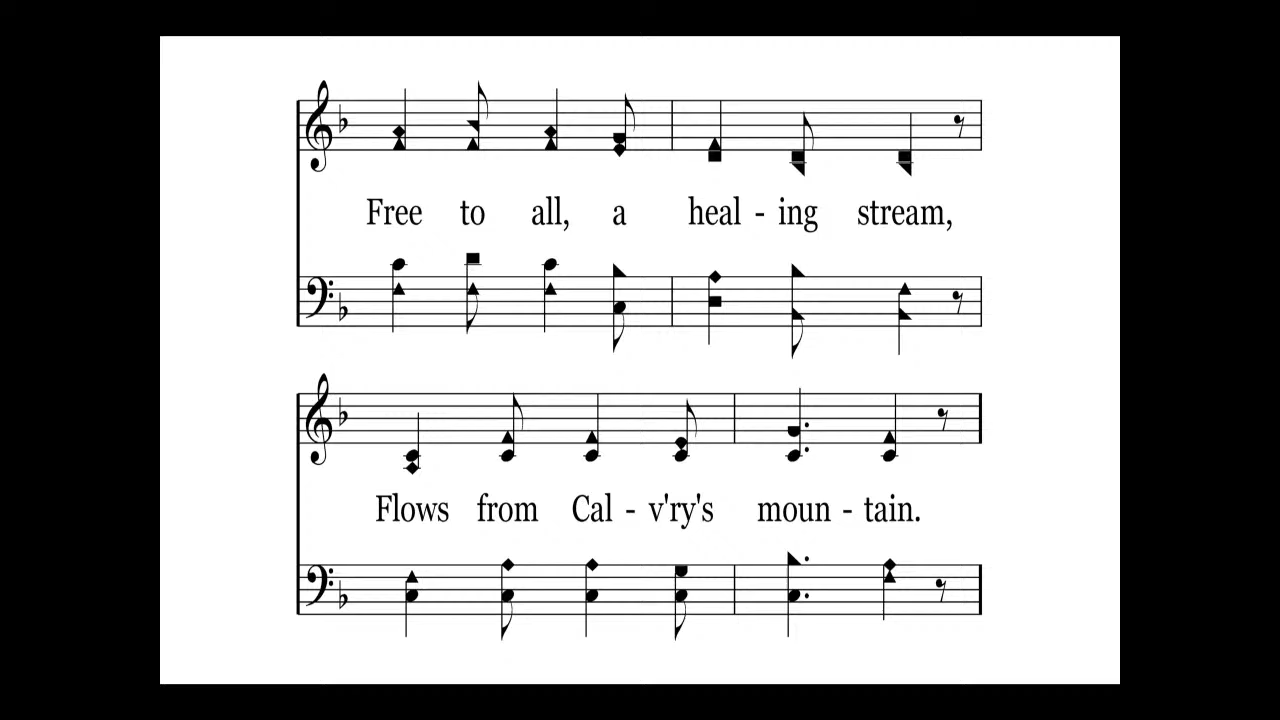 Free to all, a heal - ing stream,
Flows from Cal - v'ry's moun - tain.